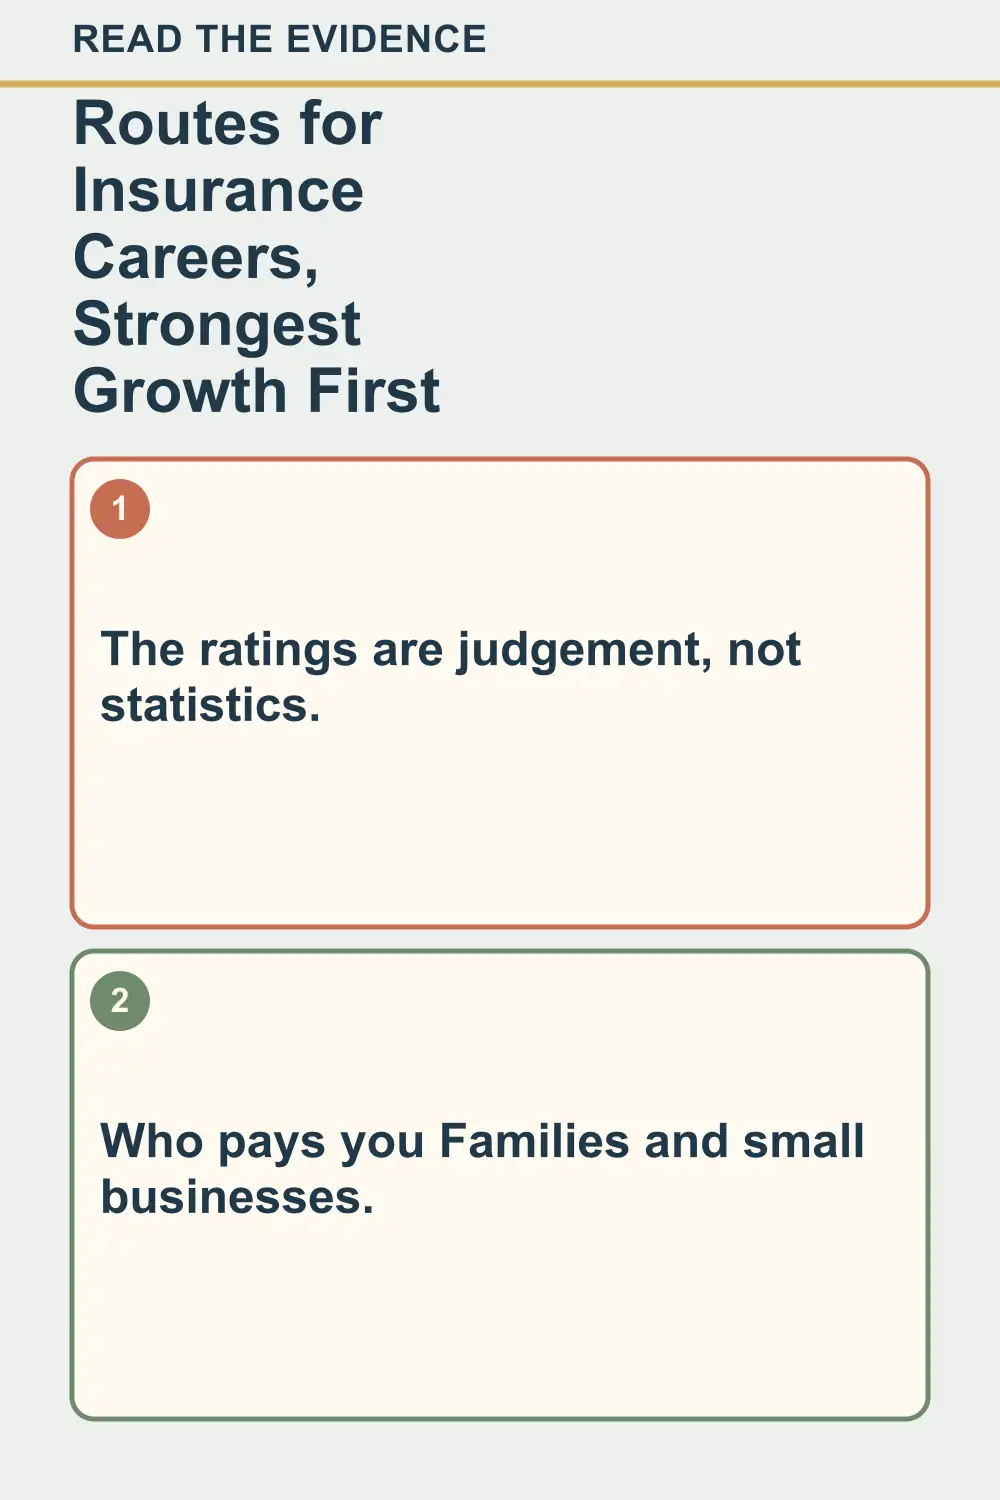 READ THE EVIDENCE
Routes for
Insurance
Careers,
Strongest
Growth First
1
The ratings are judgement, not
statistics.
2
Who pays you Families and small
businesses.